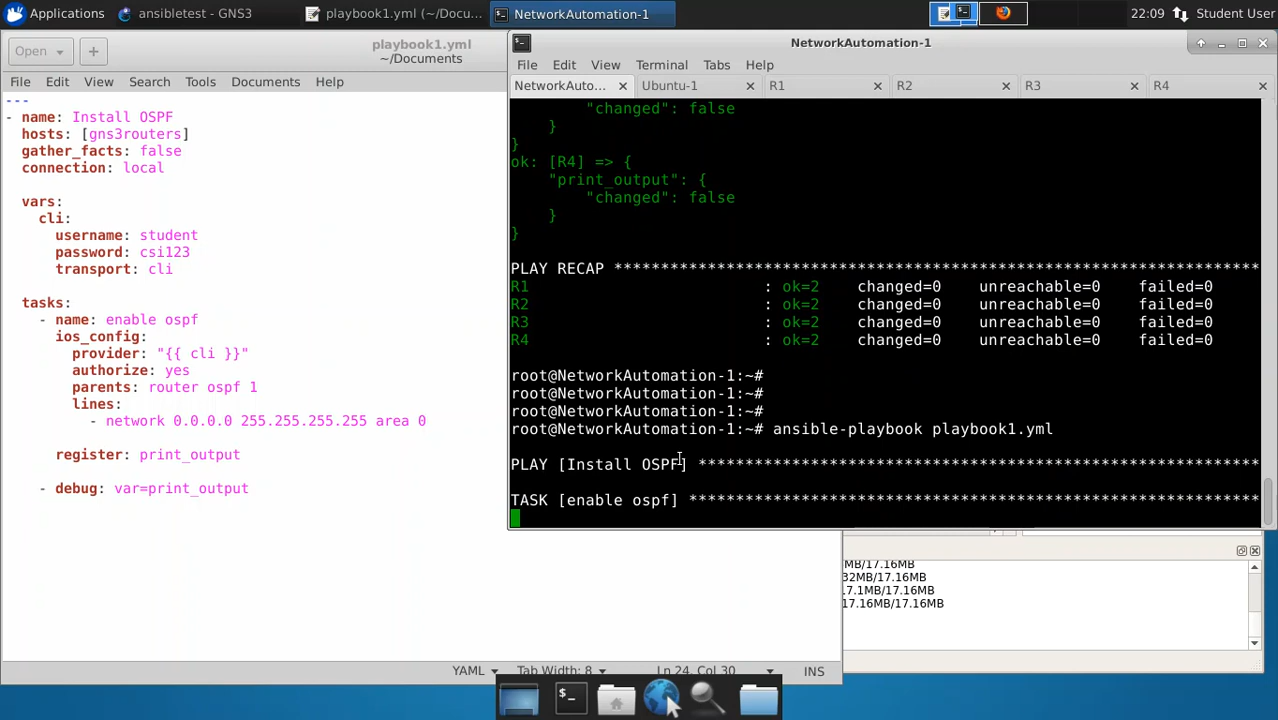 Applications
ansibletest - GNS3
playbook1.yml (~/Docu...
NetworkAutomation-1
22:09
Student User
Open
playbook1.yml
~/Documents
File Edit View Search Tools Documents Help
---
- name: Install OSPF
hosts: [gns3routers]
gather_facts: false
connection: local
vars:
cli:
username: student
password: csi123
transport: cli
tasks:
- name: enable ospf
ios_config:
provider: "{{ cli }}"
authorize: yes
parents: router ospf 1
lines:
- network 0.0.0.0 255.255.255.255 area 0
register: print_output
- debug: var=print_output
YAML
Tab Width: 8
Ln 24, Col 30
INS
NetworkAutomation-1
File Edit View Terminal Tabs Help
NetworkAuto...
Ubuntu-1
R1
R2
R3
R4
"changed": false
}
}
ok: [R4] => {
"print_output": {
"changed": false
}
}
PLAY RECAP *********************************************************************
R1 : ok=2 changed=0 unreachable=0 failed=0
R2 : ok=2 changed=0 unreachable=0 failed=0
R3 : ok=2 changed=0 unreachable=0 failed=0
R4 : ok=2 changed=0 unreachable=0 failed=0
root@NetworkAutomation-1:~#
root@NetworkAutomation-1:~#
root@NetworkAutomation-1:~#
root@NetworkAutomation-1:~# ansible-playbook playbook1.yml
PLAY [Install OSPF] ************************************************************
TASK [enable ospf] *************************************************************
MB/17.16MB
32MB/17.16MB
17.1MB/17.16MB
17.16MB/17.16MB